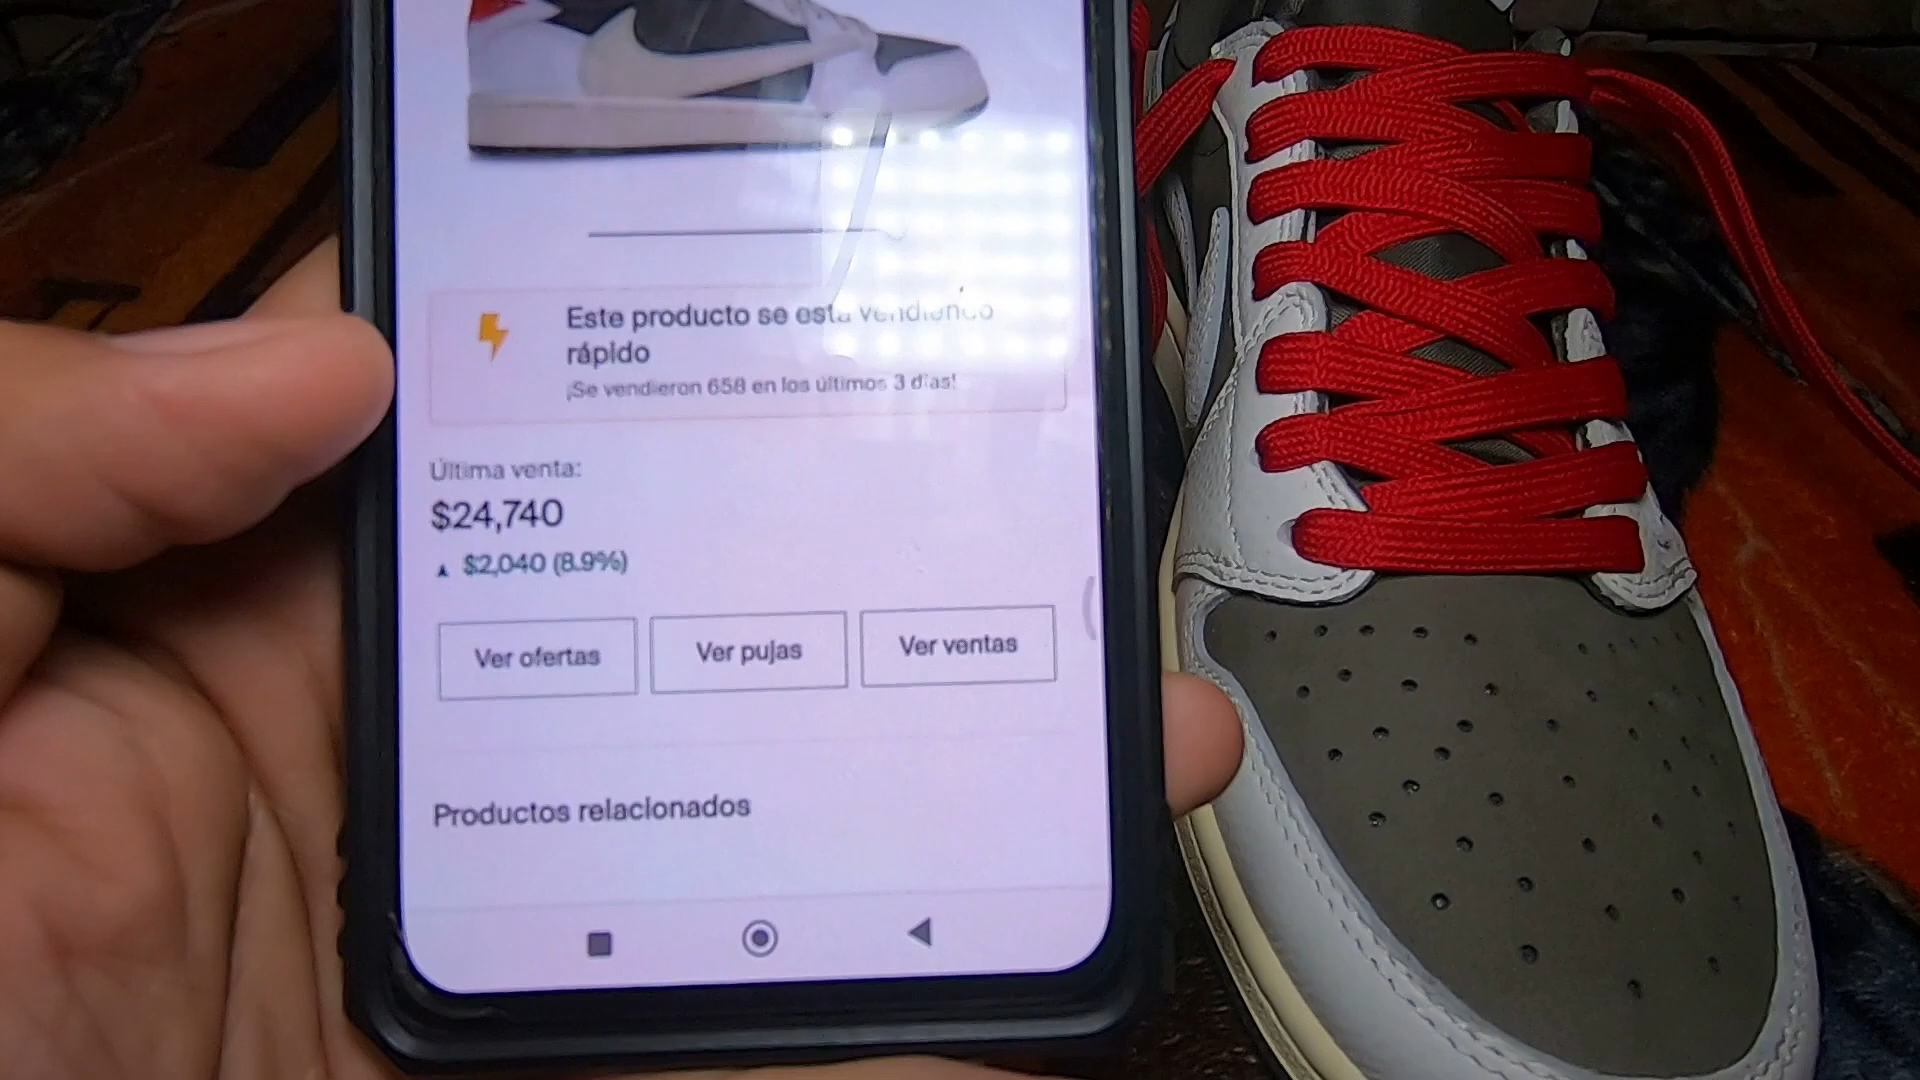 Este producto se está vendiendo
rápido
¡Se vendieron 658 en los últimos 3 días!
Última venta:
$24,740
▲ $2,040 (8.9%)
Ver ofertas
Ver pujas
Ver ventas
Productos relacionados